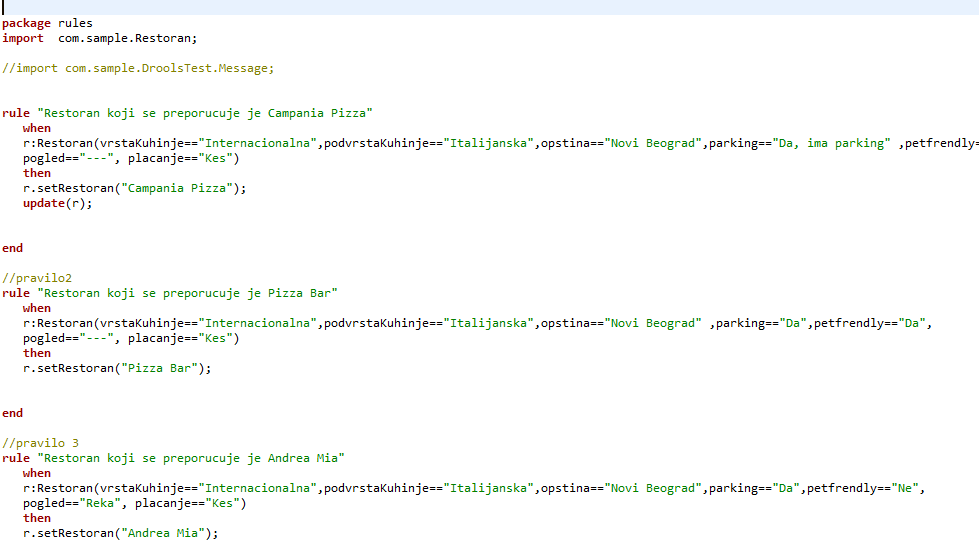 package rules
import  com.sample.Restoran;
//import com.sample.DroolsTest.Message;
rule "Restoran koji se preporucuje je Campania Pizza"
when
r:Restoran(vrstaKuhinje=="Internacionalna",podvrstaKuhinje=="Italijanska",opstina=="Novi Beograd",parking=="Da, ima parking" ,petfrendly=
pogled=="---", placanje=="Kes")
then
r.setRestoran("Campania Pizza");
update(r);
end
//pravilo2
rule "Restoran koji se preporucuje je Pizza Bar"
when
r:Restoran(vrstaKuhinje=="Internacionalna",podvrstaKuhinje=="Italijanska",opstina=="Novi Beograd" ,parking=="Da",petfrendly=="Da",
pogled=="---", placanje=="Kes")
then
r.setRestoran("Pizza Bar");
end
//pravilo 3
rule "Restoran koji se preporucuje je Andrea Mia"
when
r:Restoran(vrstaKuhinje=="Internacionalna",podvrstaKuhinje=="Italijanska",opstina=="Novi Beograd",parking=="Da",petfrendly=="Ne",
pogled=="Reka", placanje=="Kes")
then
r.setRestoran("Andrea Mia");